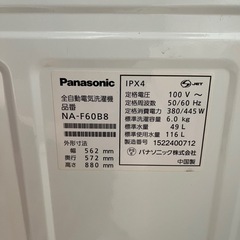 Panasonic
全自動電気洗濯機
品番
NA-F60B8
外形寸法
幅 562 mm
奥行 572 mm
高さ 880 mm
IPX4
JET
定格電圧 100 V ~
定格周波数 50/60 Hz
定格消費電力 380/445 W
標準洗濯容量 6.0 kg
標準水量 49 L
標準使用水量 116 L
製造番号 1522400712
パナソニック株式会社
中国製